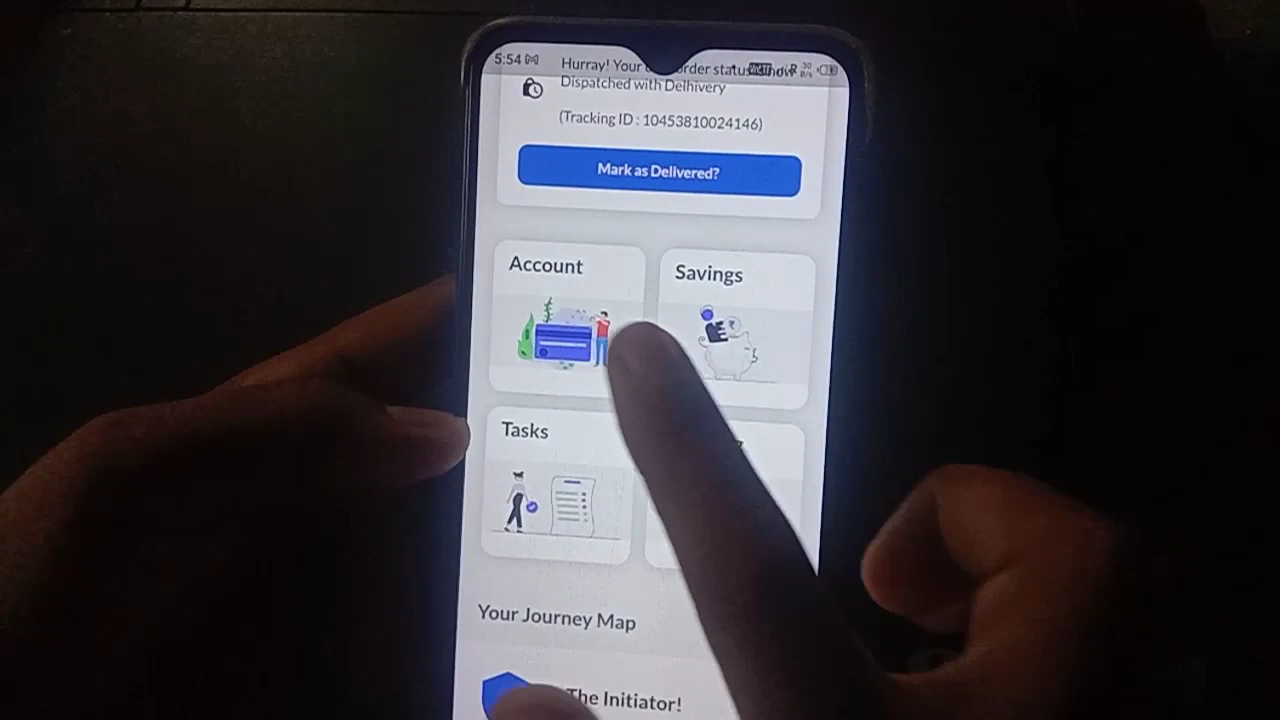 5:54
Hurray! Your order status now
Dispatched with Delhivery
(Tracking ID : 10453810024146)
Mark as Delivered?
Account
Savings
Tasks
Your Journey Map
The Initiator!